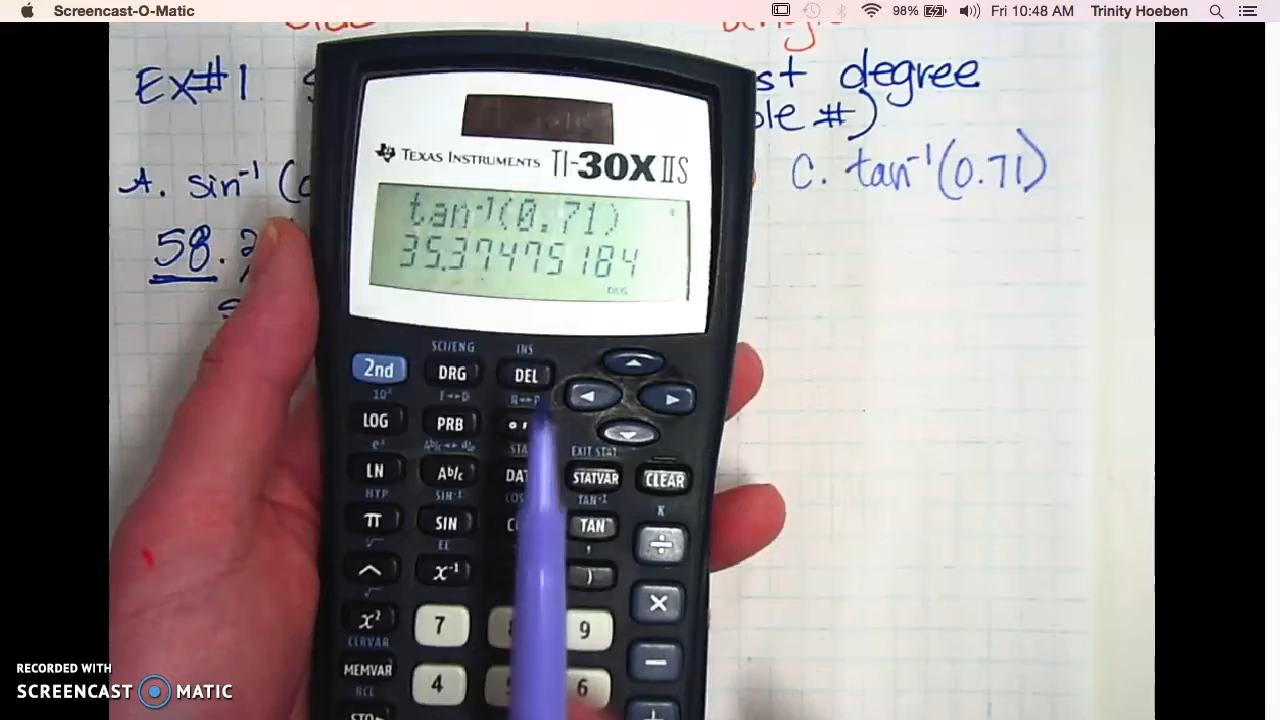 Screencast-O-Matic 98% Fri 10:48 AM Trinity Hoeben
Ex#1. st degree
ble #)
A. sin⁻¹ (
C. tan⁻¹(0.71)
58.
TEXAS INSTRUMENTS TI-30X IIS
tan⁻¹(0.71)
35.37475184
DEG
SCI/ENG INS
2nd DRG DEL
10ˣ F◄►D
LOG PRB
eˣ EXIT STAT
LN Ab/c STATVAR CLEAR
HYP SIN⁻¹ TAN⁻¹ K
π SIN TAN ÷
EE ,
^ x⁻¹ )
√ ×
x² 7 9
CLRVAR −
MEMVAR 4 6
RCL
STO► +
RECORDED WITH
SCREENCAST O MATIC